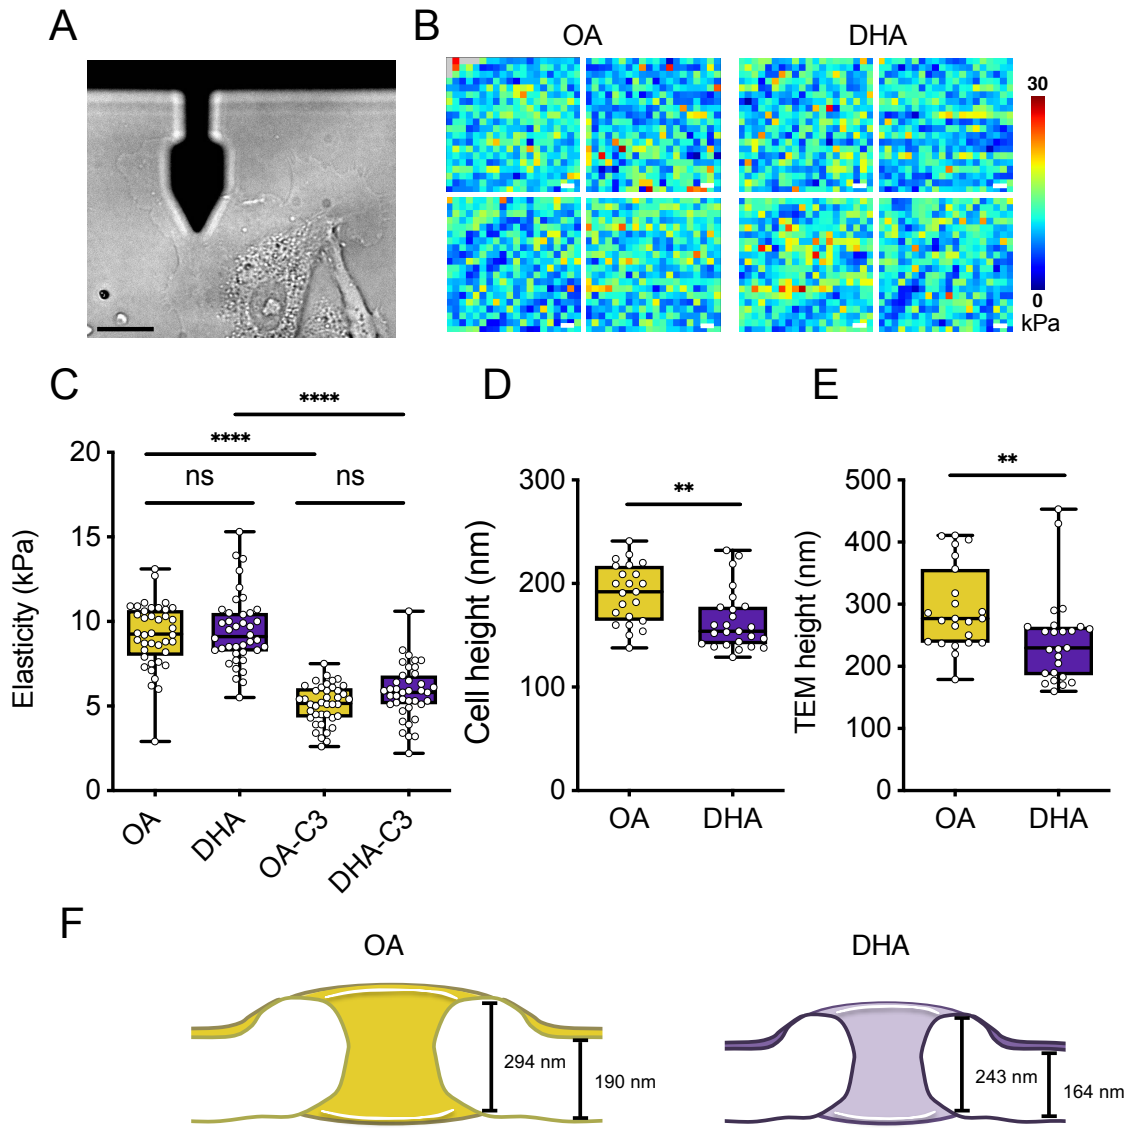 A
B
OA
DHA
30
0
kPa
C
****
****
ns
ns
Elasticity (kPa)
20
15
10
5
0
OA
DHA
OA-C3
DHA-C3
D
**
Cell height (nm)
300
200
100
0
OA
DHA
E
**
TEM height (nm)
500
400
300
200
100
0
OA
DHA
F
OA
DHA
294 nm
190 nm
243 nm
164 nm